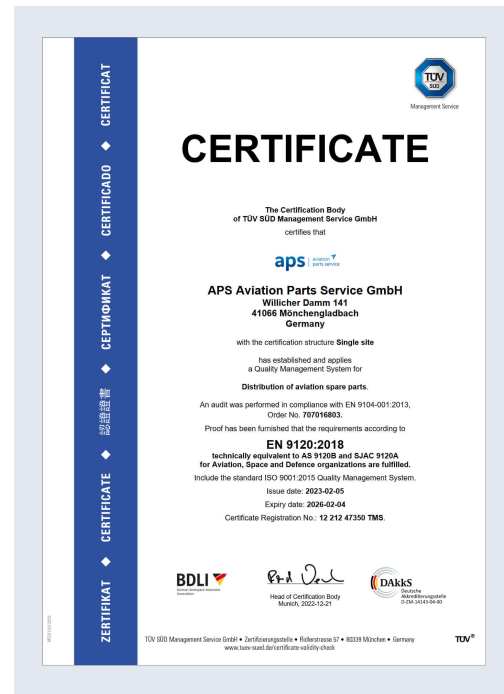 ZERTIFIKAT ◆ CERTIFICATE ◆ 認證證書 ◆ СЕРТИФИКАТ ◆ CERTIFICADO ◆ CERTIFICAT
TÜV
SÜD
Management Service
CERTIFICATE
The Certification Body
of TÜV SÜD Management Service GmbH
certifies that
aps aviation
parts service
APS Aviation Parts Service GmbH
Willicher Damm 141
41066 Mönchengladbach
Germany
with the certification structure Single site
has established and applies
a Quality Management System for
Distribution of aviation spare parts.
An audit was performed in compliance with EN 9104-001:2013,
Order No. 707016803.
Proof has been furnished that the requirements according to
EN 9120:2018
technically equivalent to AS 9120B and SJAC 9120A
for Aviation, Space and Defence organizations are fulfilled.
Include the standard ISO 9001:2015 Quality Management System.
Issue date: 2023-02-05
Expiry date: 2026-02-04
Certificate Registration No.: 12 212 47350 TMS.
BDLI
Head of Certification Body
Munich, 2022-12-21
DAkkS
Deutsche
Akkreditierungsstelle
D-ZM-14143-04-00
TÜV SÜD Management Service GmbH • Zertifizierungsstelle • Ridlerstrasse 57 • 80339 München • Germany
www.tuev-sued.de/certificate-validity-check
TÜV®